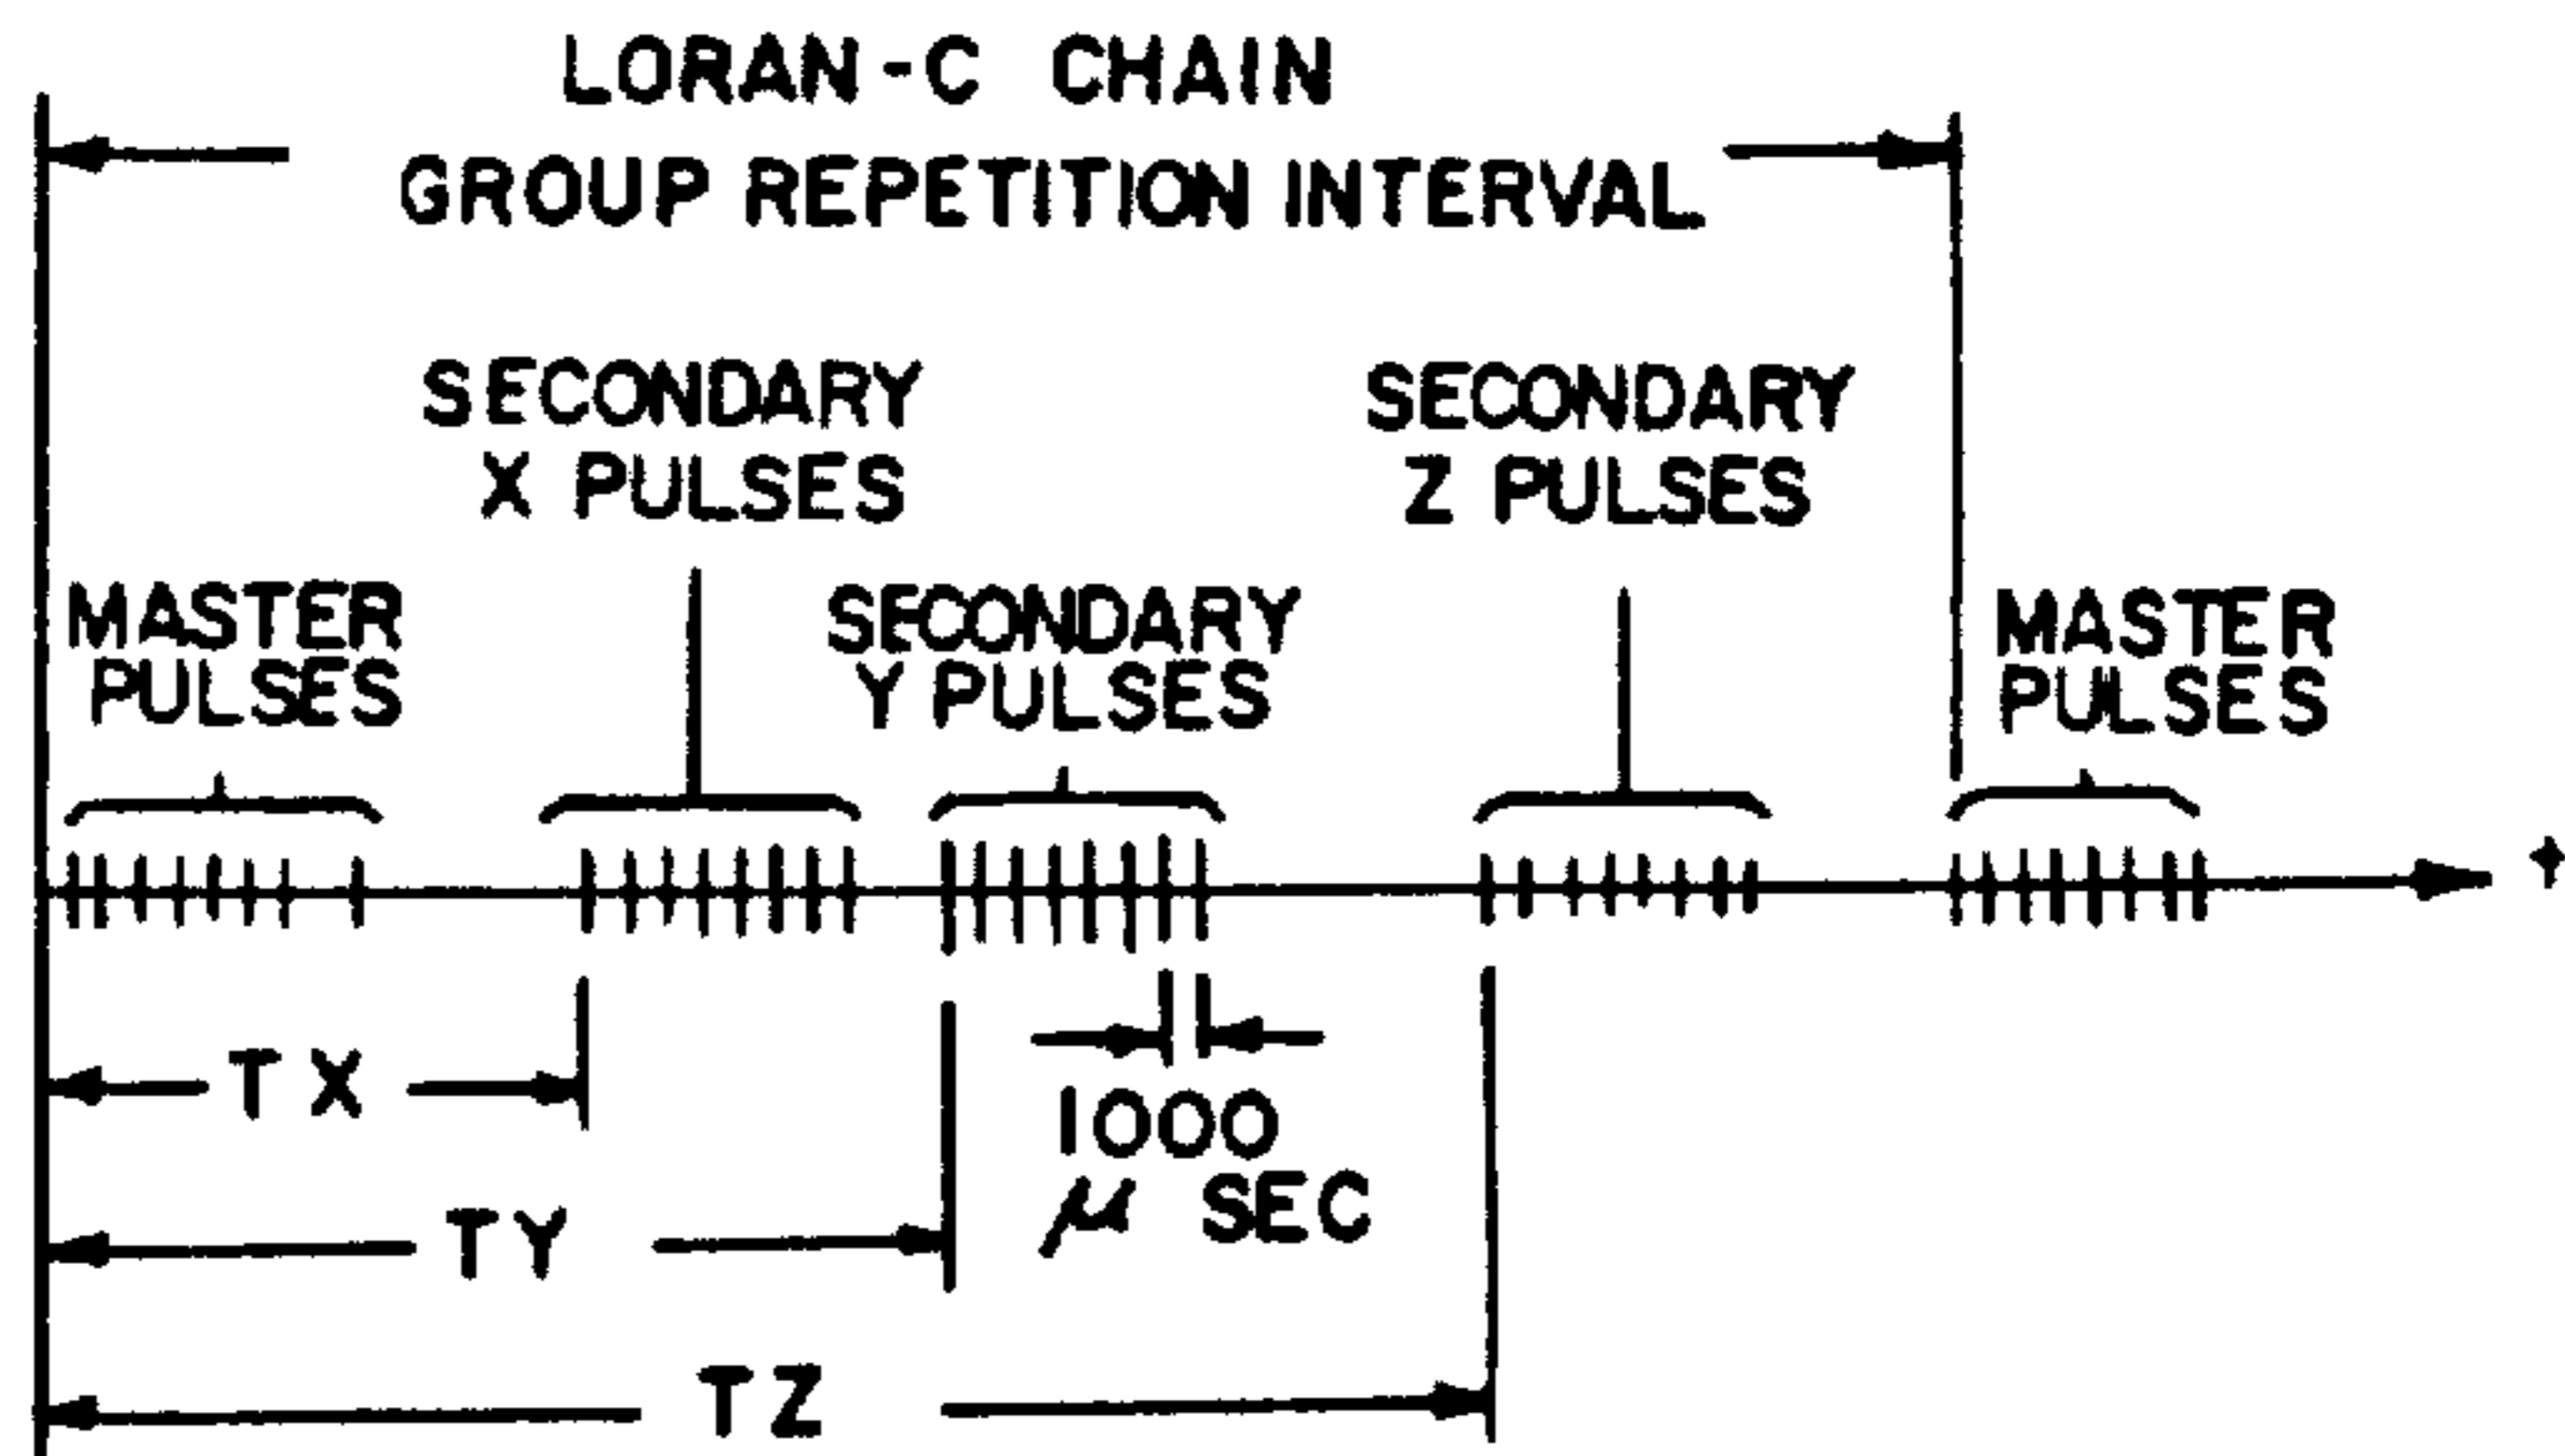 LORAN-C CHAIN
GROUP REPETITION INTERVAL
SECONDARY
X PULSES
SECONDARY
Z PULSES
MASTER
PULSES
SECONDARY
Y PULSES
MASTER
PULSES
t
TX
1000
μ SEC
TY
TZ